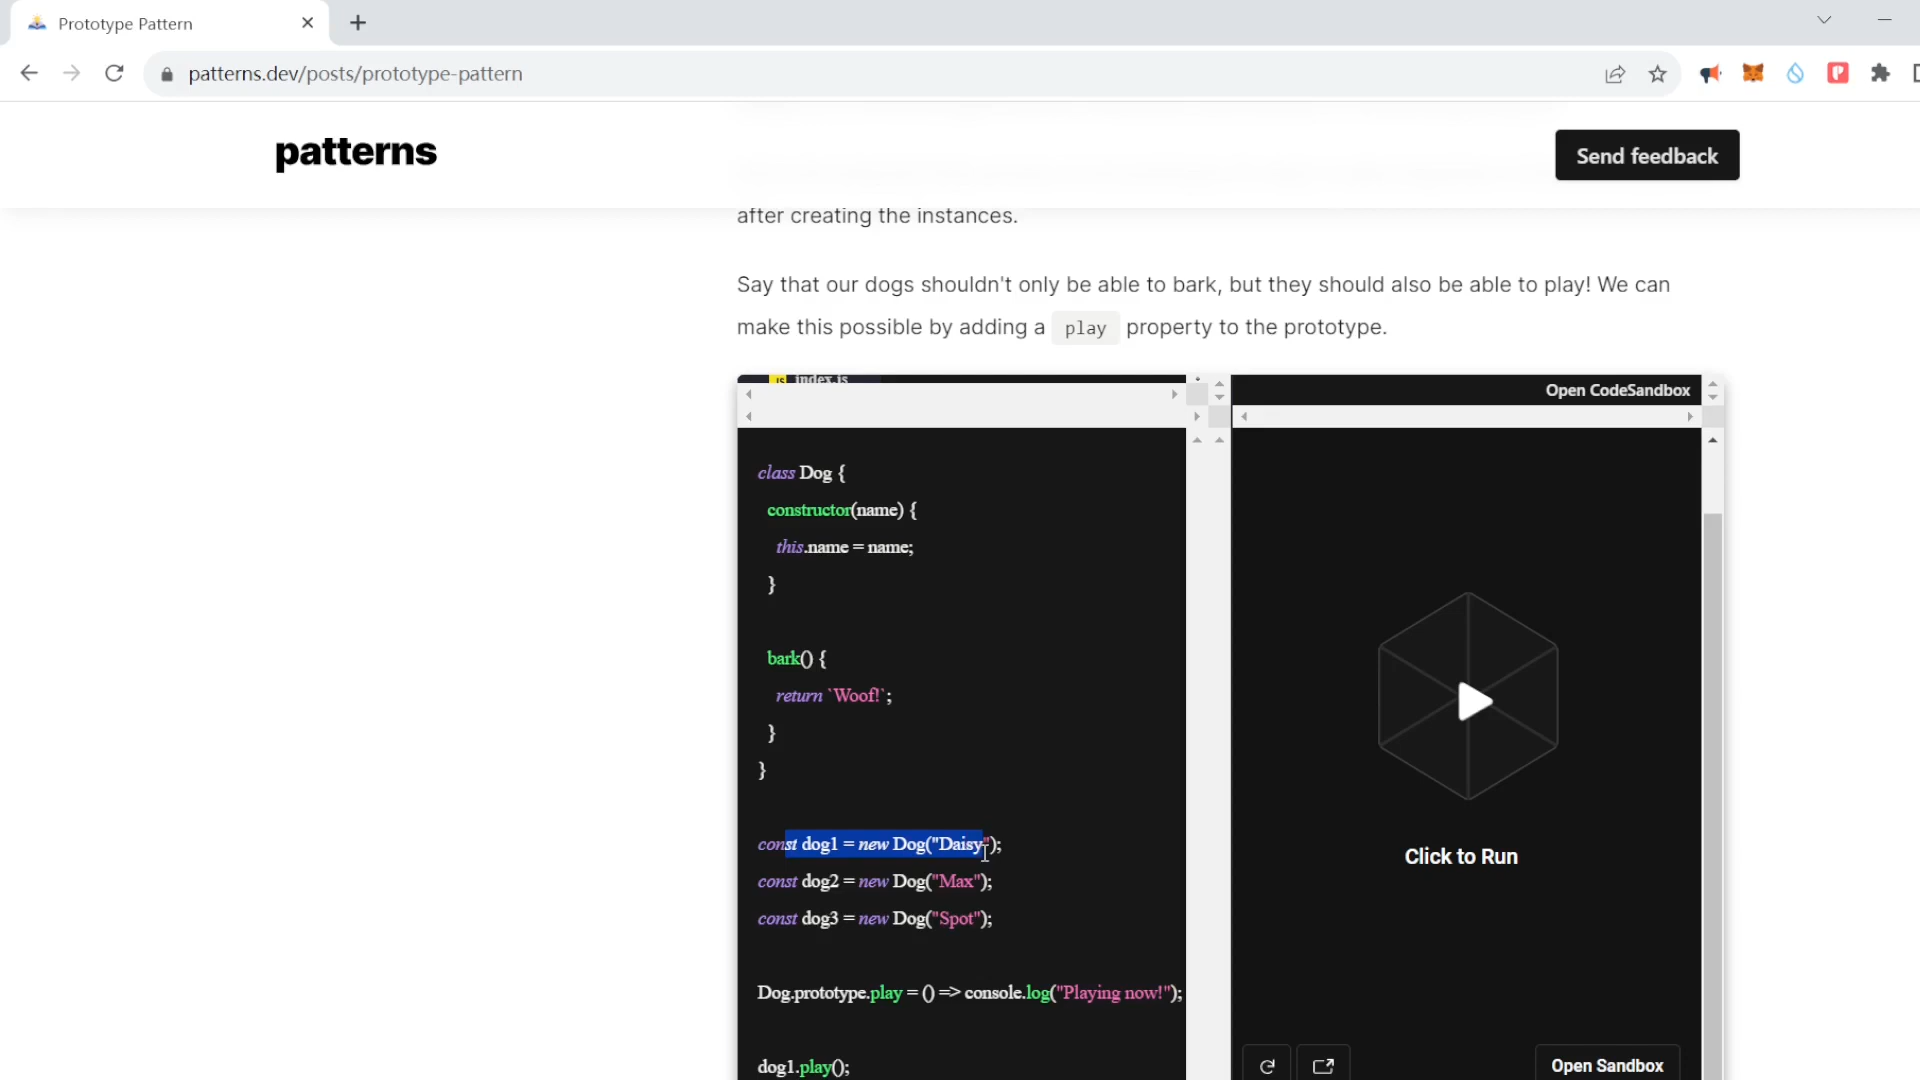 Prototype Pattern
patterns.dev/posts/prototype-pattern
patterns
Send feedback
after creating the instances.
Say that our dogs shouldn't only be able to bark, but they should also be able to play! We can
make this possible by adding a play property to the prototype.
JS index.js
Open CodeSandbox
class Dog {
constructor(name) {
this.name = name;
}
bark() {
return `Woof!`;
}
}
const dog1 = new Dog("Daisy");
const dog2 = new Dog("Max");
const dog3 = new Dog("Spot");
Dog.prototype.play = () => console.log("Playing now!");
dog1.play();
Click to Run
Open Sandbox